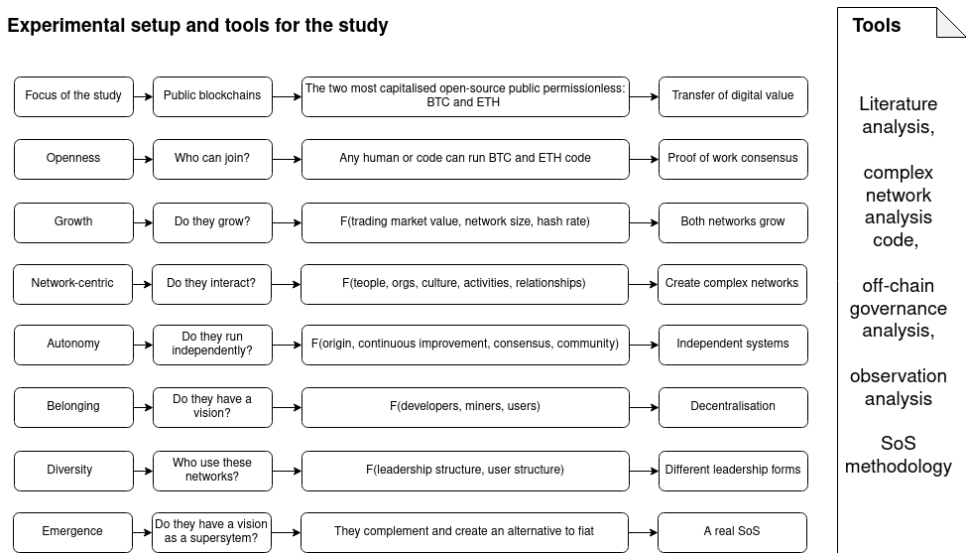 Experimental setup and tools for the study
Focus of the study
Public blockchains
The two most capitalised open-source public permissionless:
BTC and ETH
Transfer of digital value
Openness
Who can join?
Any human or code can run BTC and ETH code
Proof of work consensus
Growth
Do they grow?
F(trading market value, network size, hash rate)
Both networks grow
Network-centric
Do they interact?
F(teople, orgs, culture, activities, relationships)
Create complex networks
Autonomy
Do they run
independently?
F(origin, continuous improvement, consensus, community)
Independent systems
Belonging
Do they have a
vision?
F(developers, miners, users)
Decentralisation
Diversity
Who use these
networks?
F(leadership structure, user structure)
Different leadership forms
Emergence
Do they have a vision
as a supersytem?
They complement and create an alternative to fiat
A real SoS
Tools
Literature
analysis,
complex
network
analysis
code,
off-chain
governance
analysis,
observation
analysis
SoS
methodology